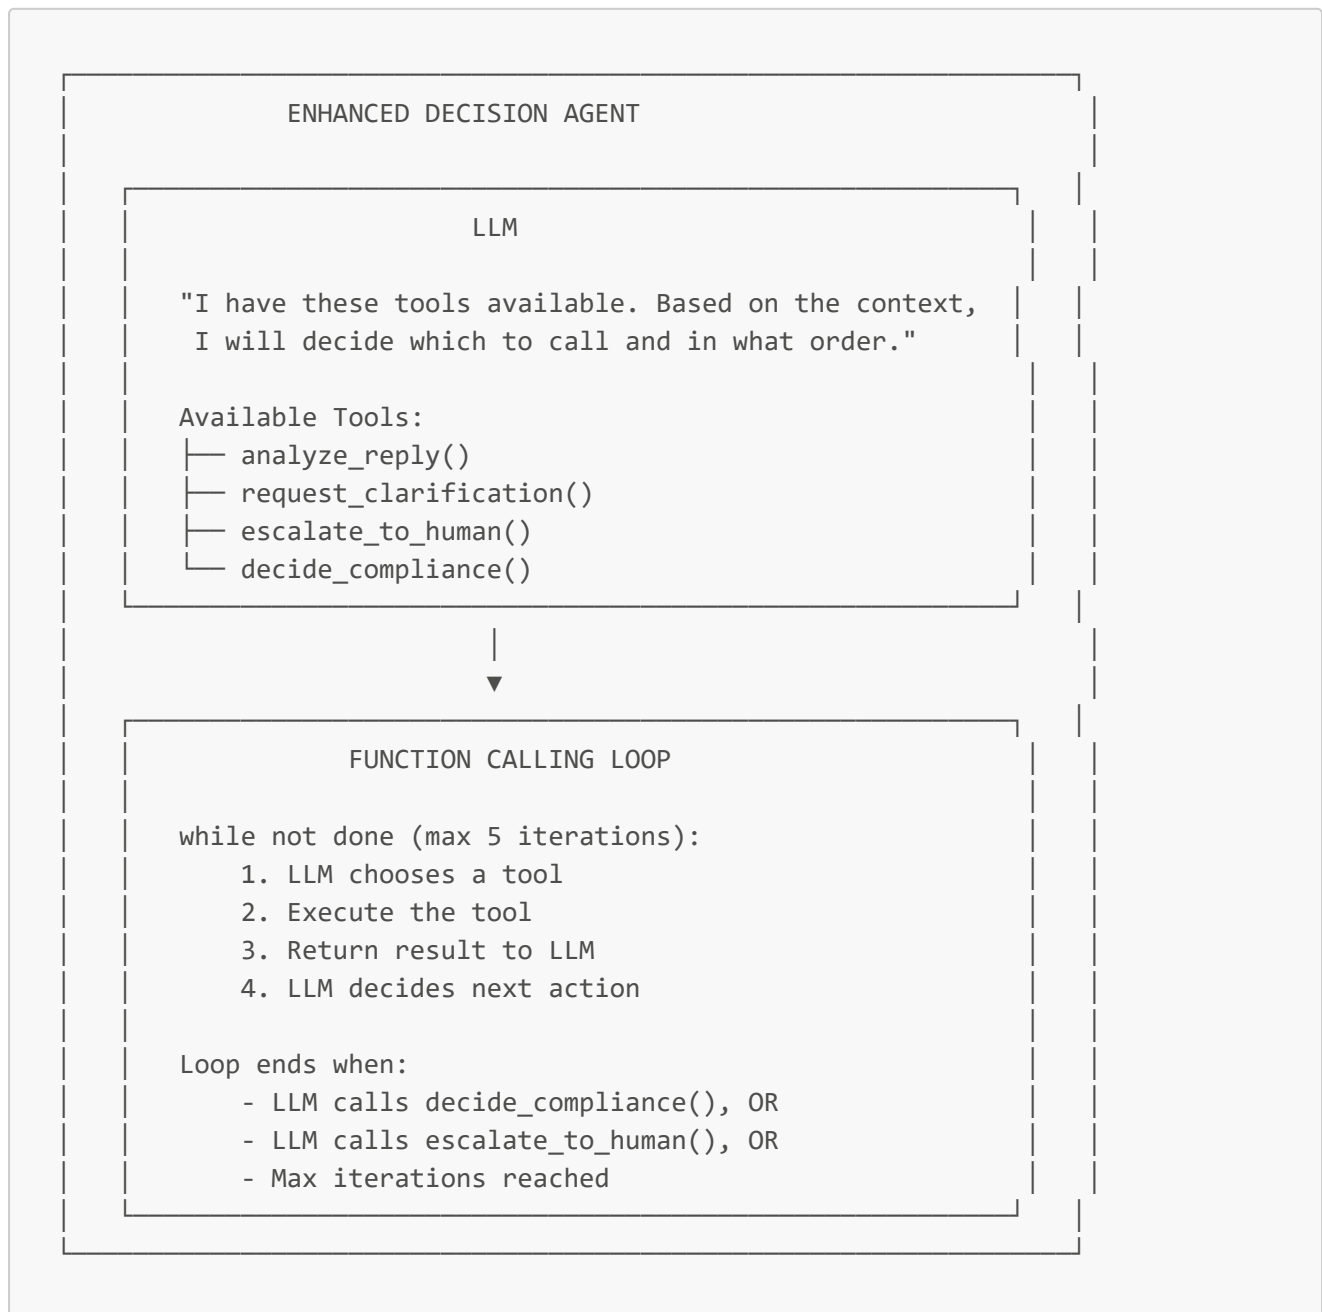 ENHANCED DECISION AGENT
LLM
"I have these tools available. Based on the context,
I will decide which to call and in what order."
Available Tools:
├── analyze_reply()
├── request_clarification()
├── escalate_to_human()
└── decide_compliance()
▼
FUNCTION CALLING LOOP
while not done (max 5 iterations):
1. LLM chooses a tool
2. Execute the tool
3. Return result to LLM
4. LLM decides next action
Loop ends when:
- LLM calls decide_compliance(), OR
- LLM calls escalate_to_human(), OR
- Max iterations reached